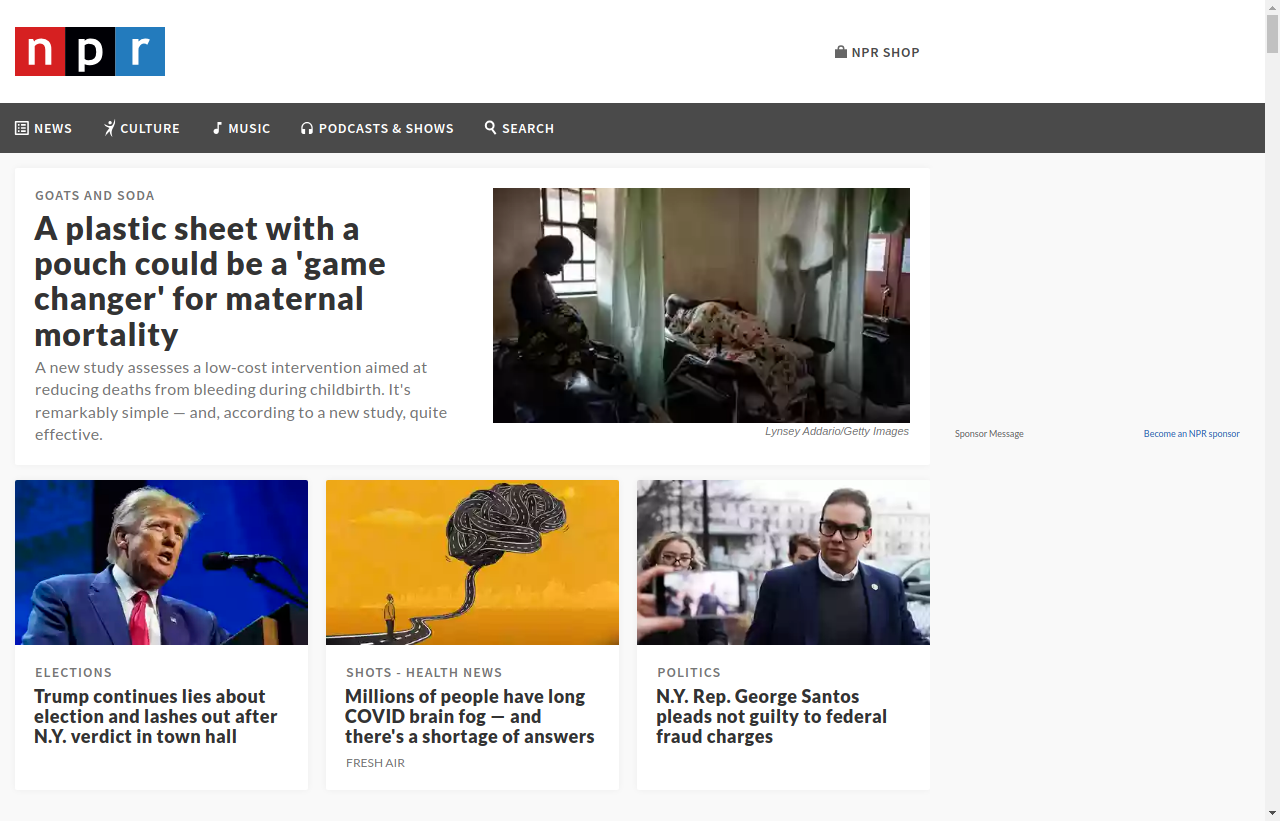 npr
NPR SHOP
NEWS
CULTURE
MUSIC
PODCASTS & SHOWS
SEARCH
GOATS AND SODA
A plastic sheet with a
pouch could be a 'game
changer' for maternal
mortality
A new study assesses a low-cost intervention aimed at
reducing deaths from bleeding during childbirth. It's
remarkably simple — and, according to a new study, quite
effective.
Lynsey Addario/Getty Images
Sponsor Message
Become an NPR sponsor
ELECTIONS
Trump continues lies about
election and lashes out after
N.Y. verdict in town hall
SHOTS - HEALTH NEWS
Millions of people have long
COVID brain fog — and
there's a shortage of answers
FRESH AIR
POLITICS
N.Y. Rep. George Santos
pleads not guilty to federal
fraud charges